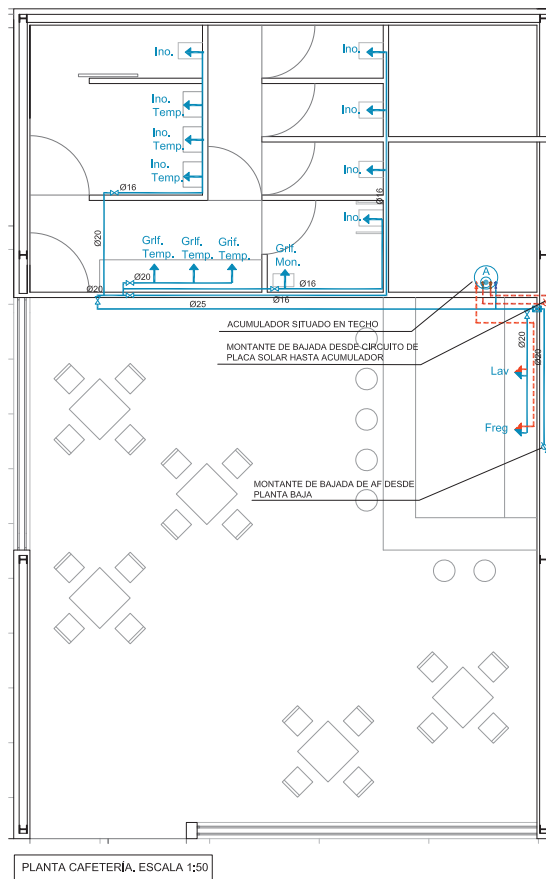 Ino.
Ino.
Temp.
Ino.
Temp.
Ino.
Temp.
Ino.
Ino.
Ino.
Ino.
Ø16
Ø16
Ø20
Grlf.
Temp.
Grlf.
Temp.
Grif.
Temp.
Grlf.
Mon.
Ø20
Ø16
Ø20
Ø16
Ø25
A
ACUMULADOR SITUADO EN TECHO
MONTANTE DE BAJADA DESDE CIRCUITO DE
PLACA SOLAR HASTA ACUMULADOR
Ø20
Ø20
Lav
Freg
MONTANTE DE BAJADA DE AF DESDE
PLANTA BAJA
PLANTA CAFETERÍA. ESCALA 1:50